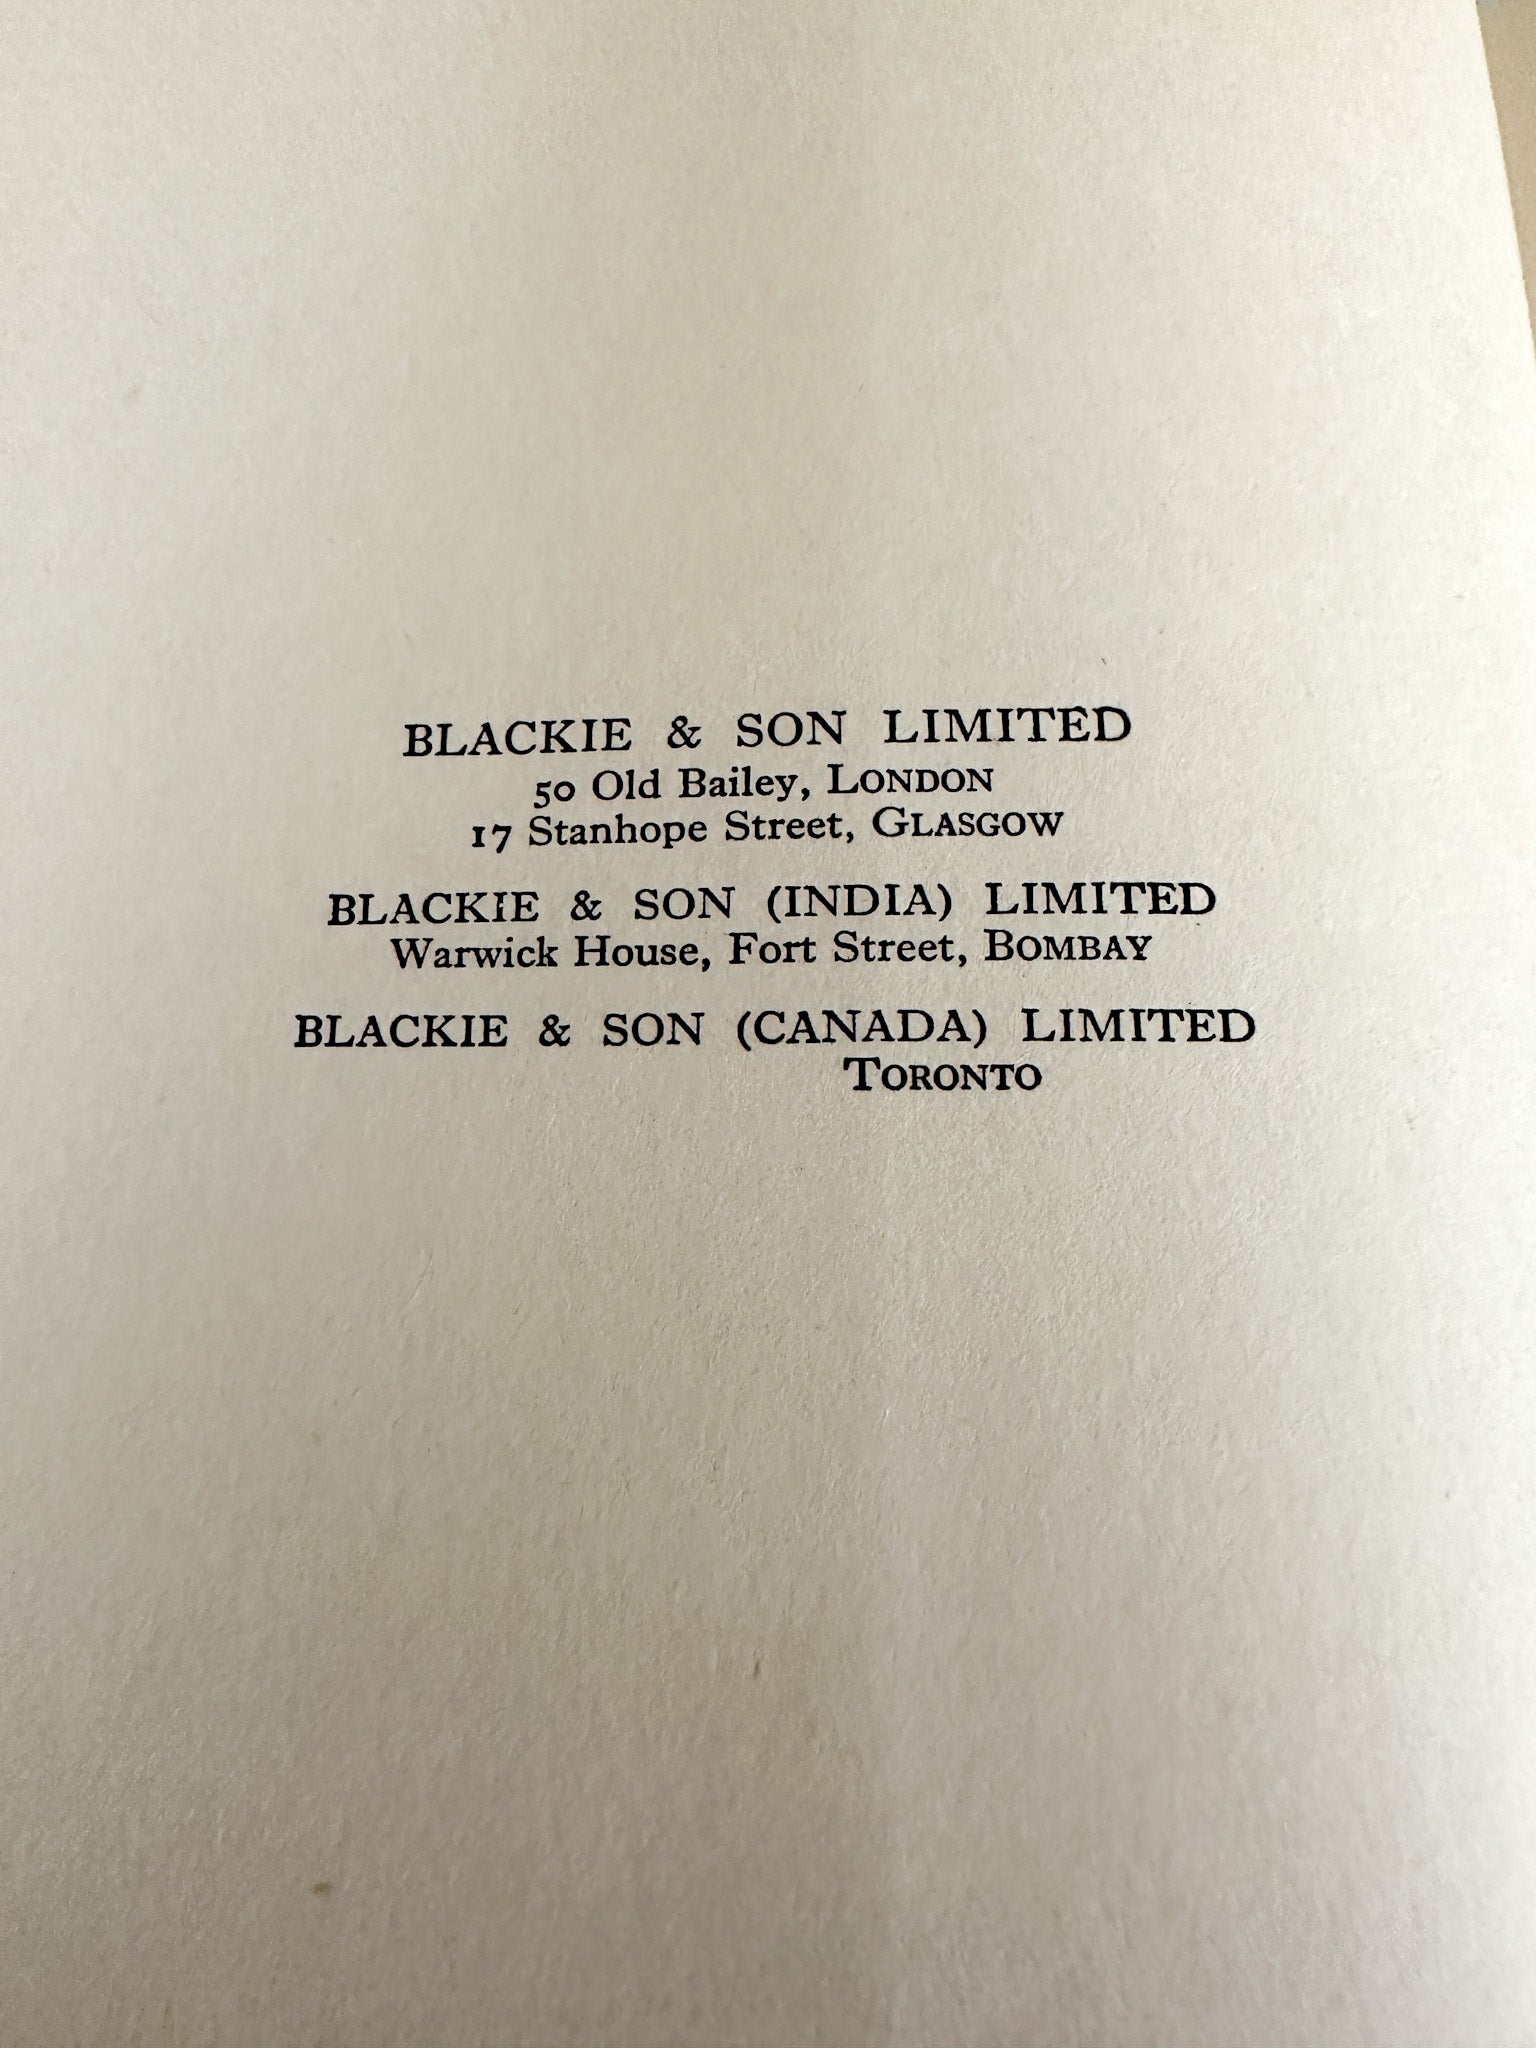 BLACKIE & SON LIMITED
50 Old Bailey, LONDON
17 Stanhope Street, GLASGOW
BLACKIE & SON (INDIA) LIMITED
Warwick House, Fort Street, BOMBAY
BLACKIE & SON (CANADA) LIMITED
TORONTO